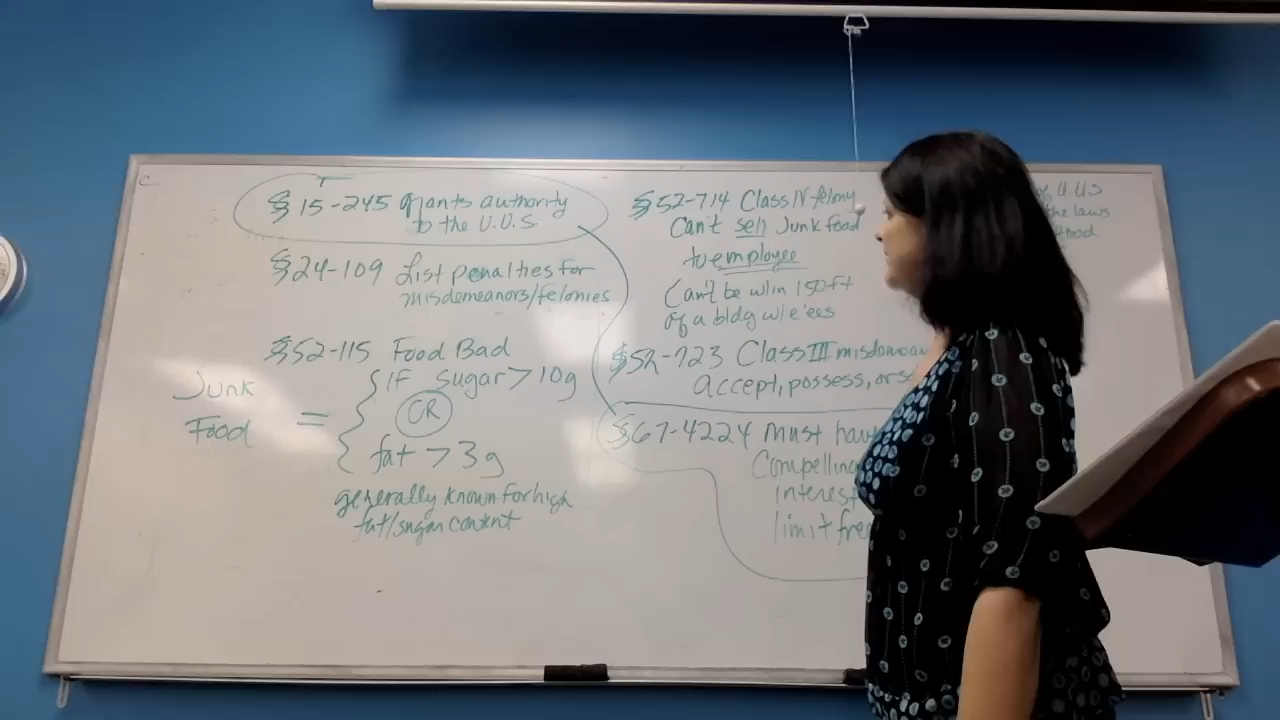 § 15-245 grants authority
to the U.U.S.
§24-109 List penalties for
misdemeanors/felonies
§52-115 Food Bad
Junk
Food
=
IF sugar > 10g
OR
fat > 3g
generally known for high
fat/sugar content
§52-714 Class IV felony
Can't sell Junk food
to employee
Can't be w/in 150ft
of a bldg w/e'ees
§52-723 Class III
accept, possess, or
§67-4224 must
Compelling
interest
limit
UUS
the laws